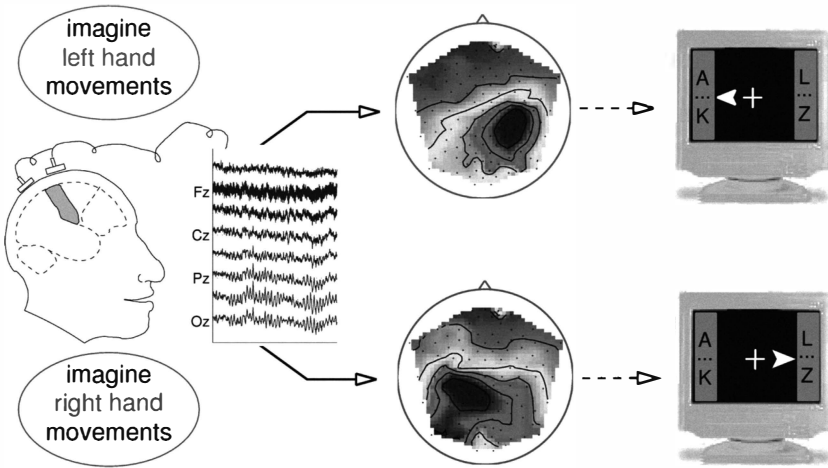 imagine
left hand
movements
Fz
Cz
Pz
Oz
imagine
right hand
movements
A
...
K
L
...
Z
A
...
K
L
...
Z